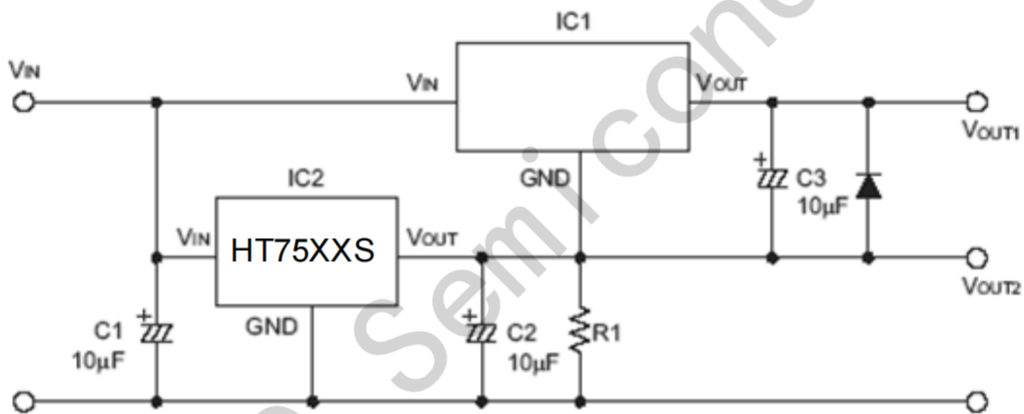 IC1
VIN
VIN
VOUT
VOUT1
GND
+
C3
10μF
IC2
VIN
HT75XXS
VOUT
VOUT2
GND
+
C1
10μF
+
C2
10μF
R1
Semicond